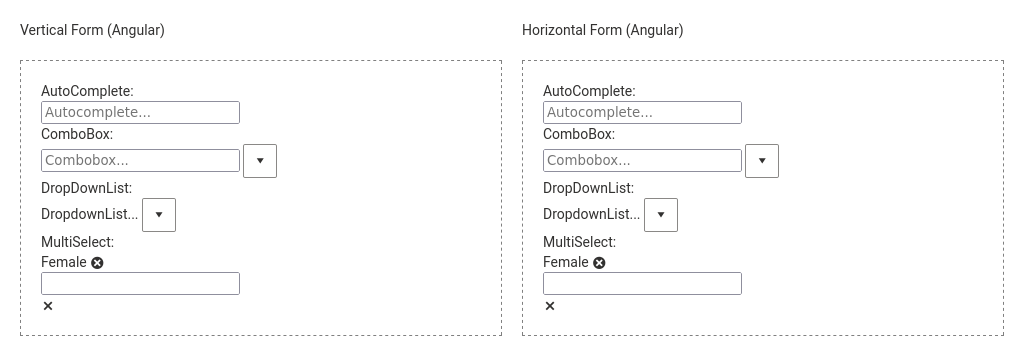 Vertical Form (Angular)
AutoComplete:
Autocomplete...
ComboBox:
Combobox...
DropDownList:
DropdownList...
MultiSelect:
Female
Horizontal Form (Angular)
AutoComplete:
Autocomplete...
ComboBox:
Combobox...
DropDownList:
DropdownList...
MultiSelect:
Female